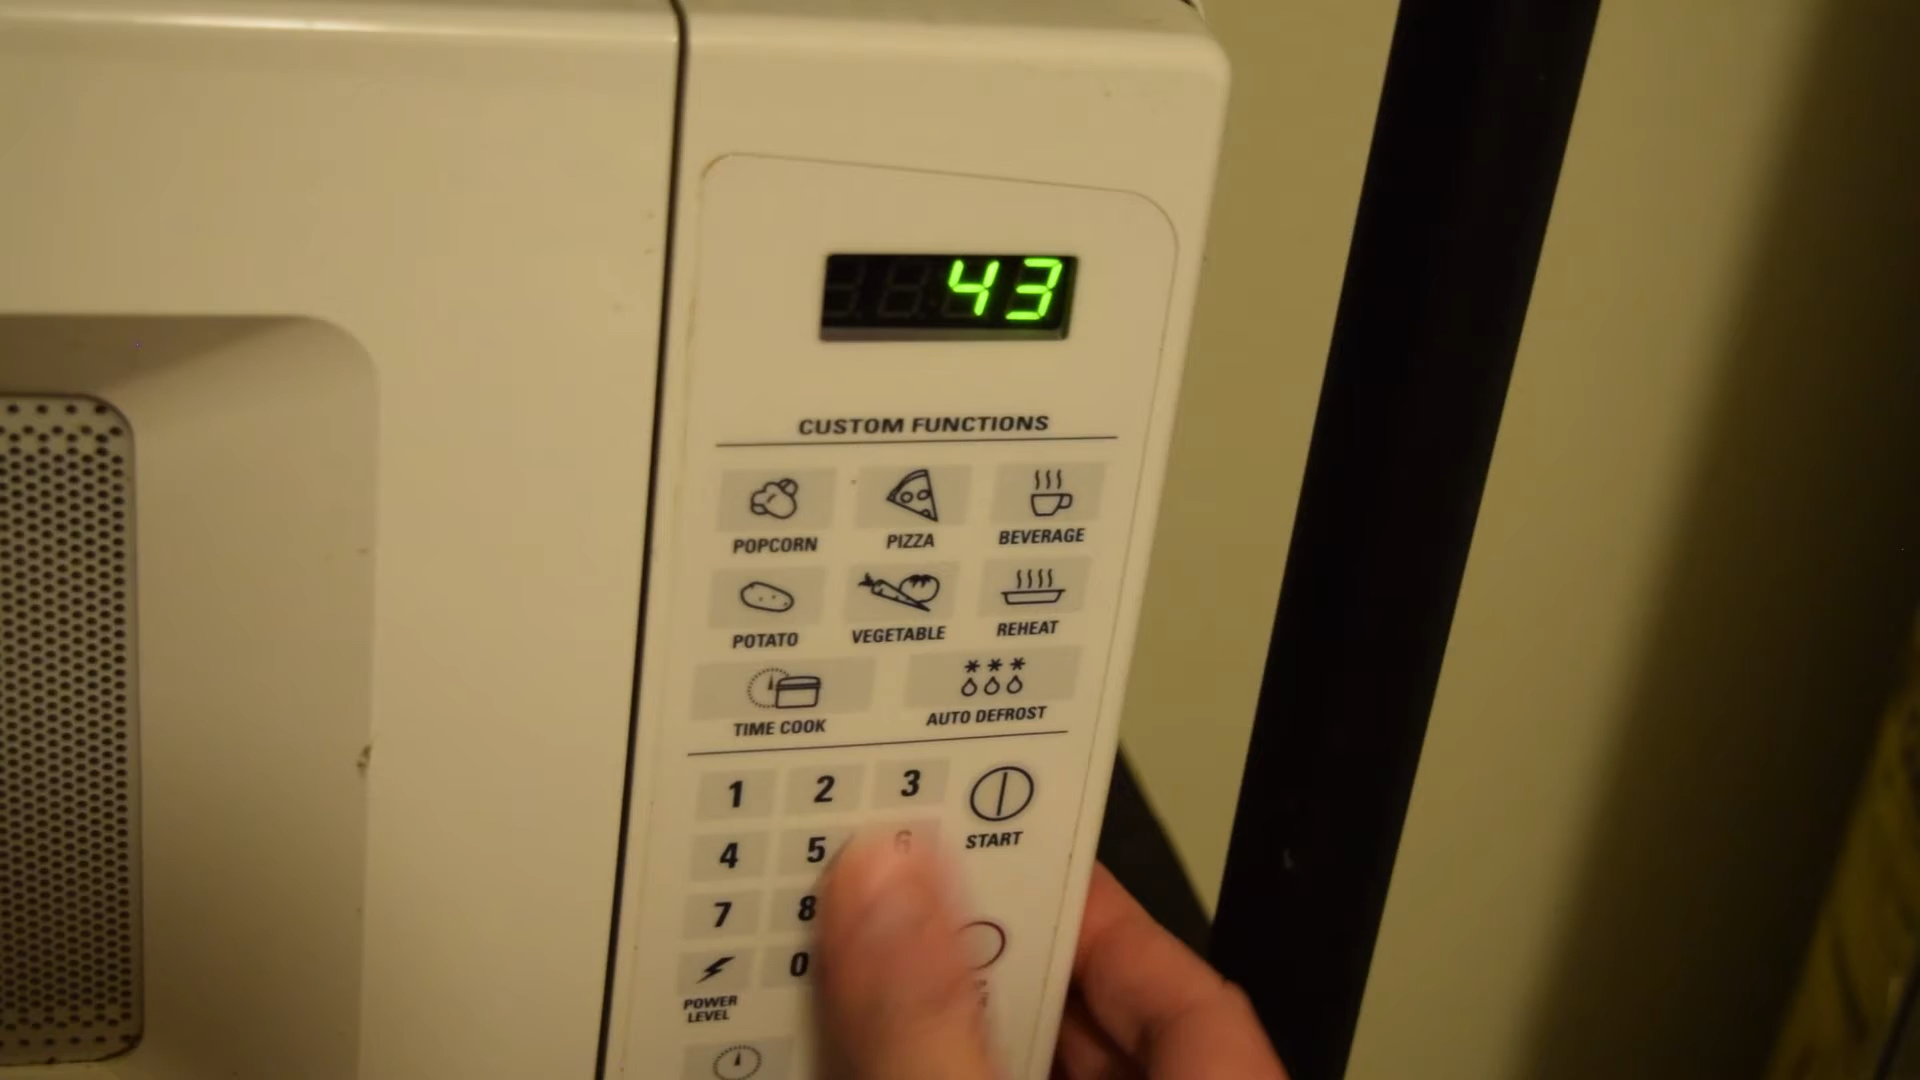 43
CUSTOM FUNCTIONS
POPCORN PIZZA BEVERAGE
POTATO VEGETABLE REHEAT
TIME COOK AUTO DEFROST
1 2 3
START
4 5 6
7 8
0
POWER
LEVEL